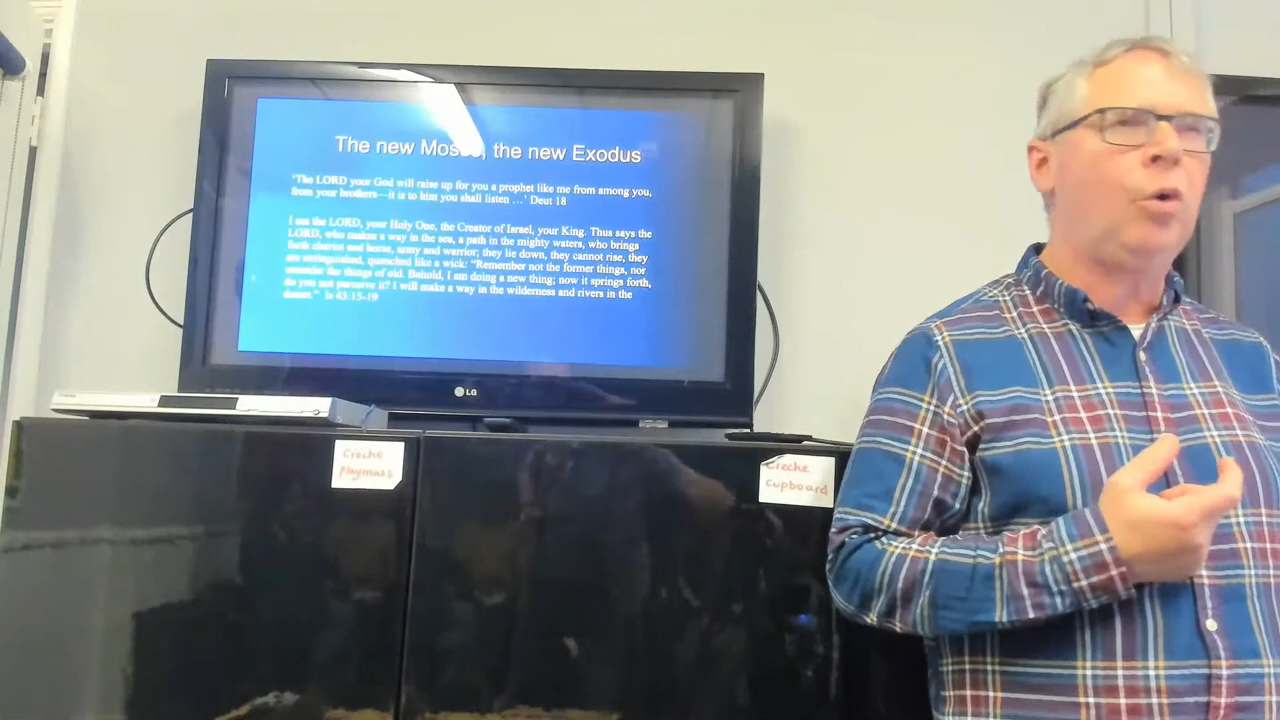 The new Moses, the new Exodus
'The LORD your God will raise up for you a prophet like me from among you,
from your brothers—it is to him you shall listen …' Deut 18
I am the LORD, your Holy One, the Creator of Israel, your King. Thus says the
LORD, who makes a way in the sea, a path in the mighty waters, who brings
forth chariot and horse, army and warrior; they lie down, they cannot rise, they
are extinguished, quenched like a wick: "Remember not the former things, nor
consider the things of old. Behold, I am doing a new thing; now it springs forth,
do you not perceive it? I will make a way in the wilderness and rivers in the
desert." Is 43:15-19
LG
Creche
Playmats
Creche
Cupboard